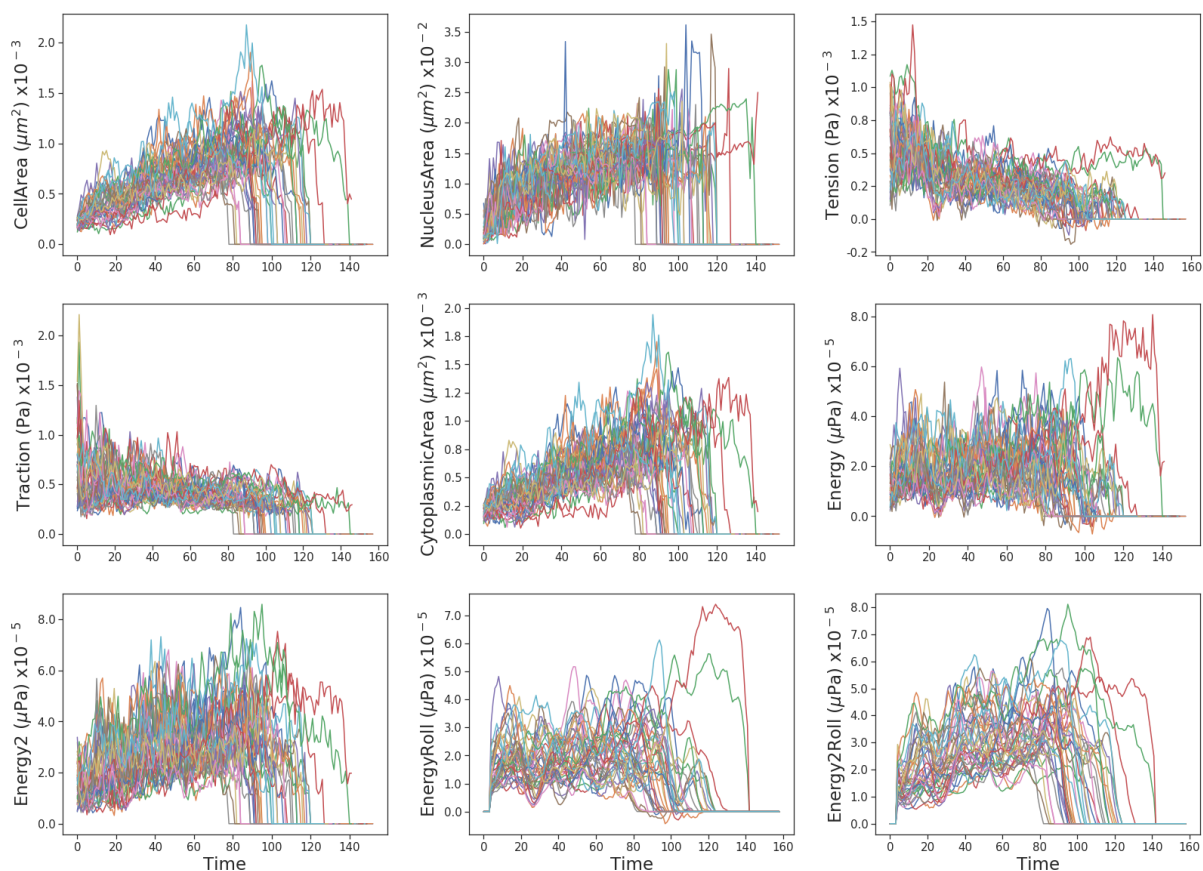 CellArea (μm²) x10⁻³
2.0
1.5
1.0
0.5
0.0
0 20 40 60 80 100 120 140
NucleusArea (μm²) x10⁻²
3.5
3.0
2.5
2.0
1.5
1.0
0.5
0.0
0 20 40 60 80 100 120 140
Tension (Pa) x10⁻³
1.5
1.2
1.0
0.8
0.5
0.2
0.0
-0.2
0 20 40 60 80 100 120 140 160
Traction (Pa) x10⁻³
2.0
1.5
1.0
0.5
0.0
0 20 40 60 80 100 120 140 160
CytoplasmicArea (μm²) x10⁻³
2.0
1.8
1.5
1.2
1.0
0.8
0.5
0.2
0.0
0 20 40 60 80 100 120 140
Energy (μPa) x10⁻⁵
8.0
6.0
4.0
2.0
0.0
0 20 40 60 80 100 120 140
Energy2 (μPa) x10⁻⁵
8.0
6.0
4.0
2.0
0.0
0 20 40 60 80 100 120 140
Time
EnergyRoll (μPa) x10⁻⁵
7.0
6.0
5.0
4.0
3.0
2.0
1.0
0.0
0 20 40 60 80 100 120 140 160
Time
Energy2Roll (μPa) x10⁻⁵
8.0
7.0
6.0
5.0
4.0
3.0
2.0
1.0
0.0
0 20 40 60 80 100 120 140 160
Time